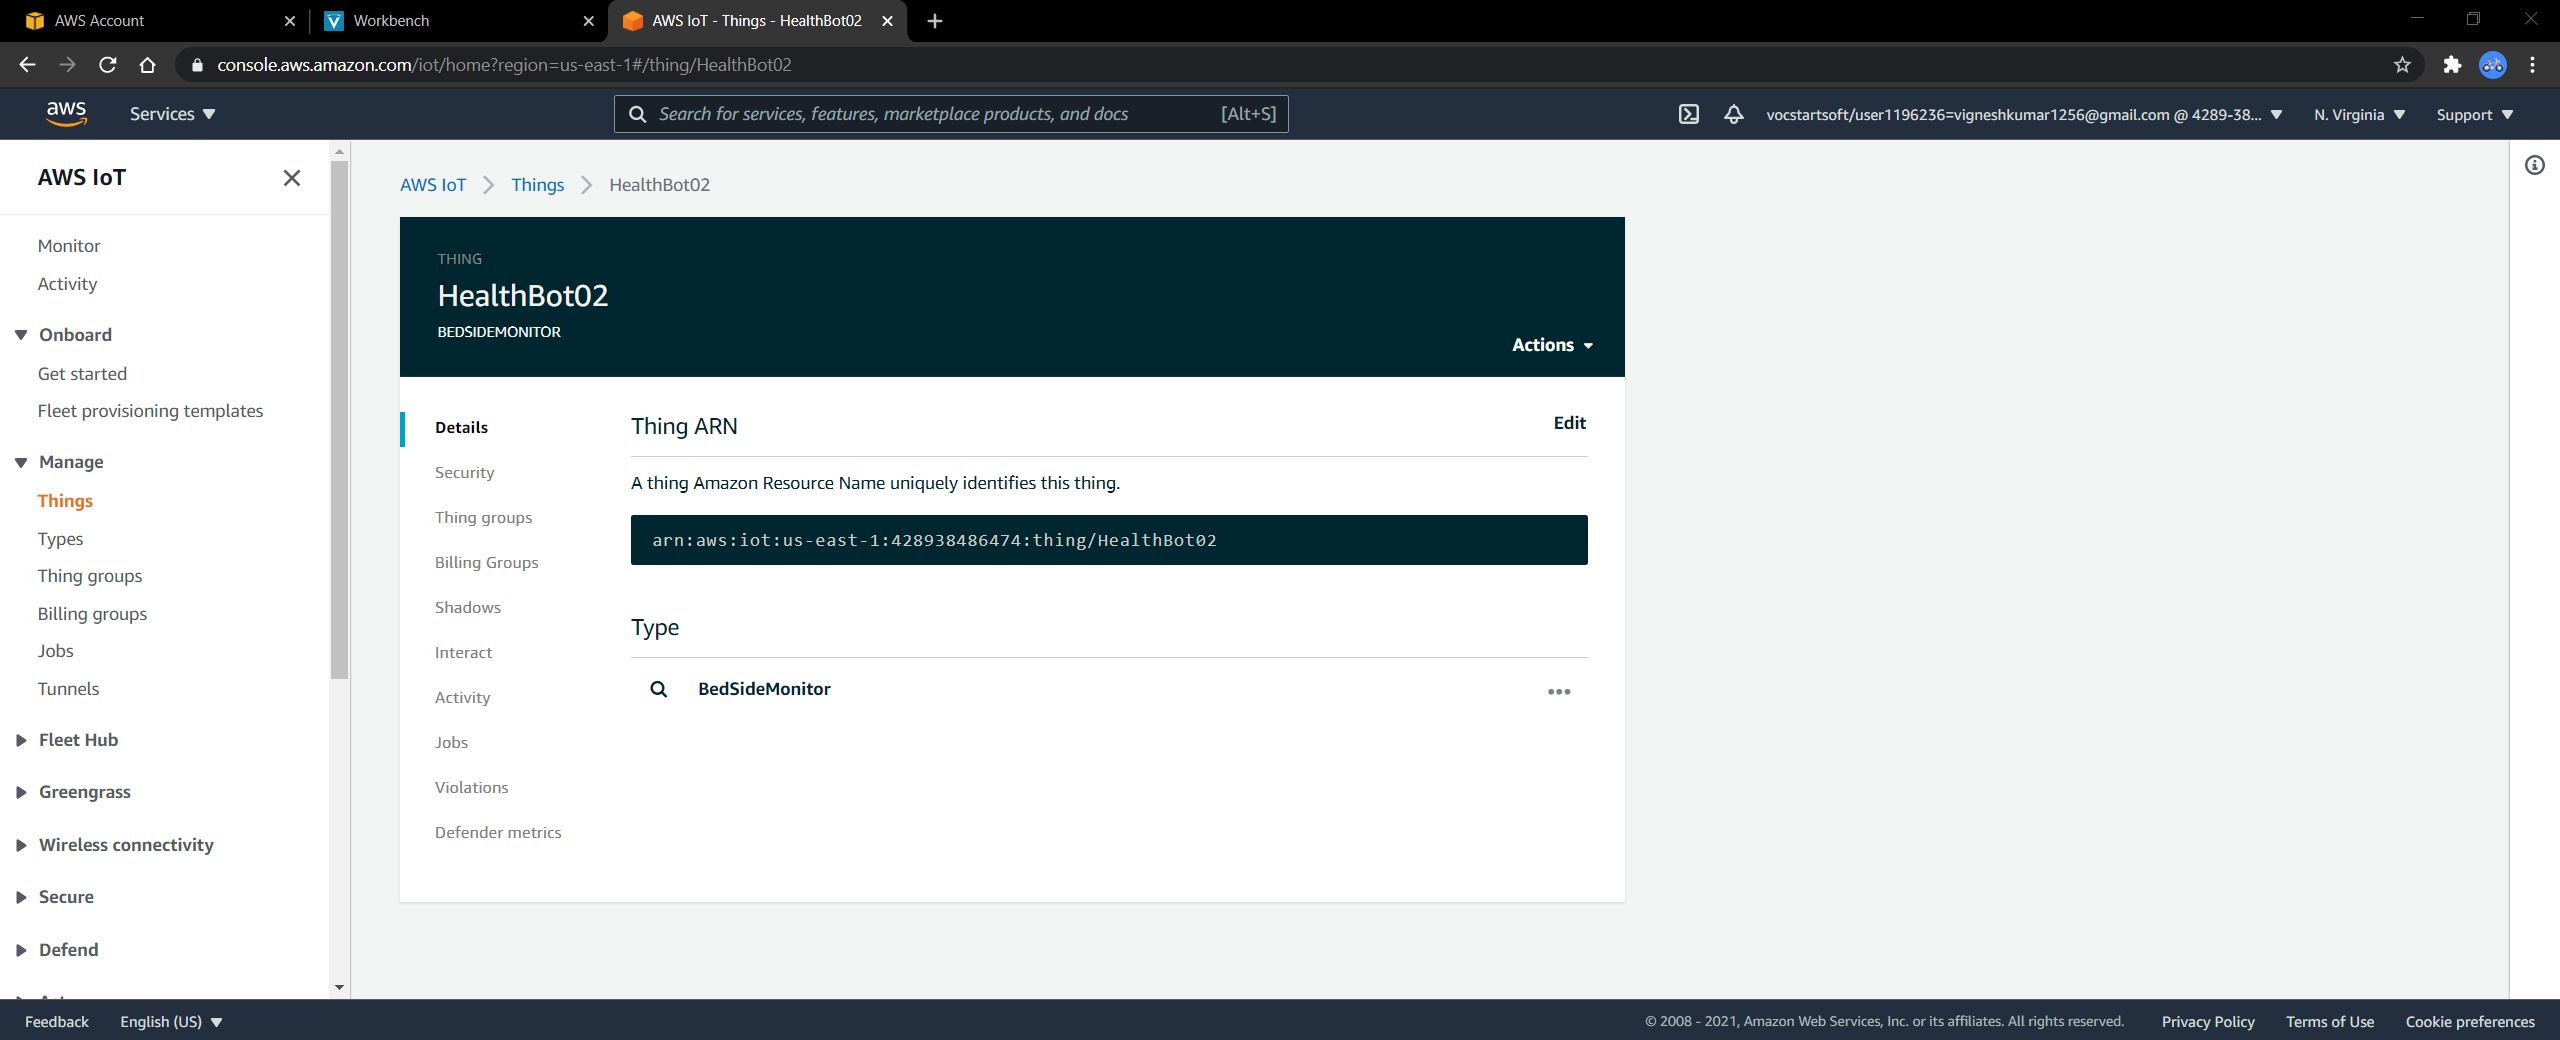 AWS Account
Workbench
AWS IoT - Things - HealthBot02
console.aws.amazon.com/iot/home?region=us-east-1#/thing/HealthBot02
aws
Services
Search for services, features, marketplace products, and docs
[Alt+S]
vocstartsoft/user1196236=vigneshkumar1256@gmail.com @ 4289-38...
N. Virginia
Support
AWS IoT
Monitor
Activity
Onboard
Get started
Fleet provisioning templates
Manage
Things
Types
Thing groups
Billing groups
Jobs
Tunnels
Fleet Hub
Greengrass
Wireless connectivity
Secure
Defend
AWS IoT
Things
HealthBot02
THING
HealthBot02
BEDSIDEMONITOR
Actions
Details
Security
Thing groups
Billing Groups
Shadows
Interact
Activity
Jobs
Violations
Defender metrics
Thing ARN
Edit
A thing Amazon Resource Name uniquely identifies this thing.
arn:aws:iot:us-east-1:428938486474:thing/HealthBot02
Type
BedSideMonitor
Feedback
English (US)
© 2008 - 2021, Amazon Web Services, Inc. or its affiliates. All rights reserved.
Privacy Policy
Terms of Use
Cookie preferences